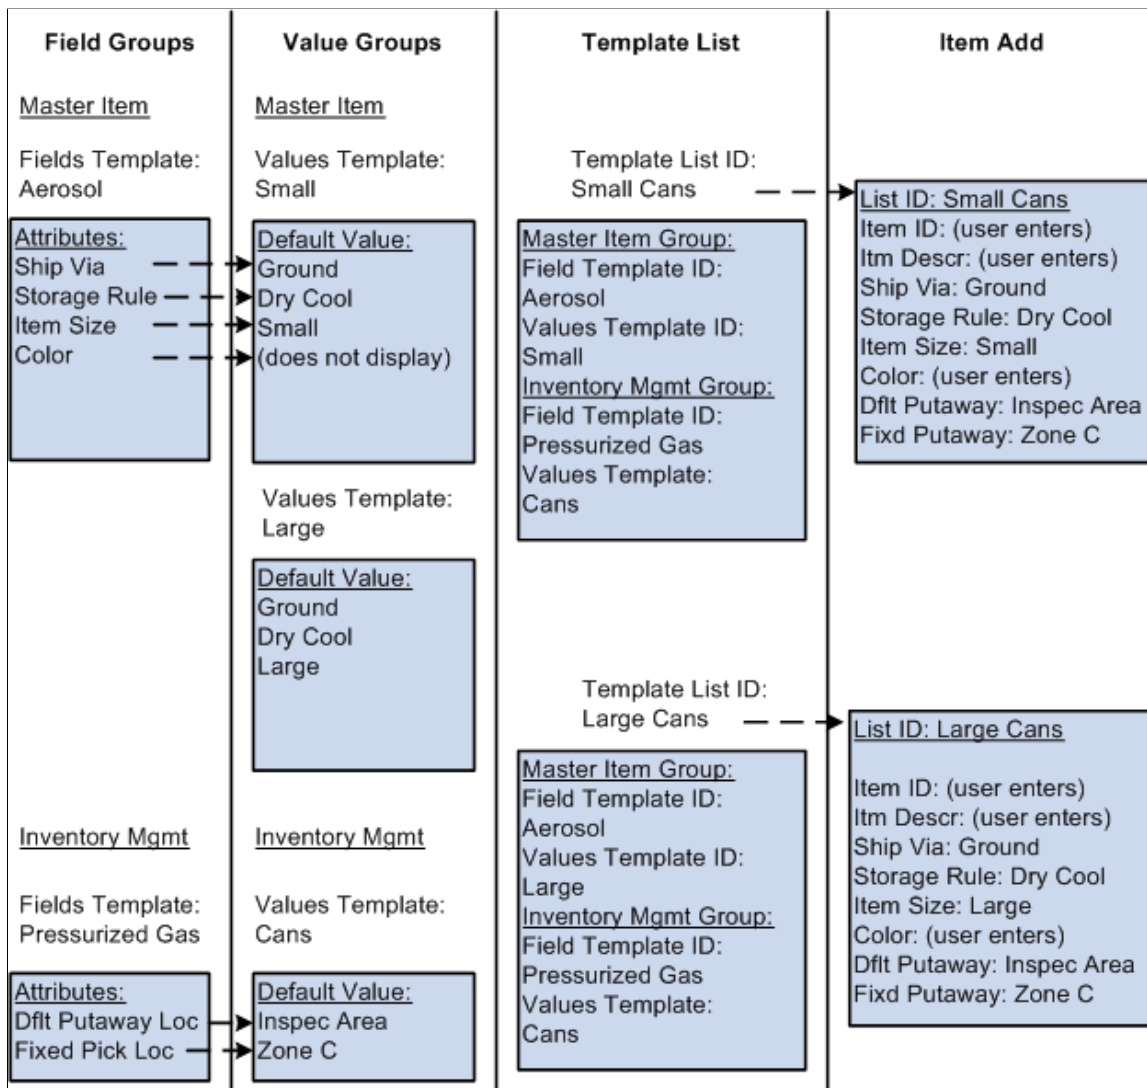 Field Groups
Master Item
Fields Template:
Aerosol
Attributes:
Ship Via
Storage Rule
Item Size
Color
Inventory Mgmt
Fields Template:
Pressurized Gas
Attributes:
Dflt Putaway Loc
Fixed Pick Loc
Value Groups
Master Item
Values Template:
Small
Default Value:
Ground
Dry Cool
Small
(does not display)
Values Template:
Large
Default Value:
Ground
Dry Cool
Large
Inventory Mgmt
Values Template:
Cans
Default Value:
Inspec Area
Zone C
Template List
Template List ID:
Small Cans
Master Item Group:
Field Template ID:
Aerosol
Values Template ID:
Small
Inventory Mgmt Group:
Field Template ID:
Pressurized Gas
Values Template:
Cans
Template List ID:
Large Cans
Master Item Group:
Field Template ID:
Aerosol
Values Template ID:
Large
Inventory Mgmt Group:
Field Template ID:
Pressurized Gas
Values Template:
Cans
Item Add
List ID: Small Cans
Item ID: (user enters)
Itm Descr: (user enters)
Ship Via: Ground
Storage Rule: Dry Cool
Item Size: Small
Color: (user enters)
Dflt Putaway: Inspec Area
Fixd Putaway: Zone C
List ID: Large Cans
Item ID: (user enters)
Itm Descr: (user enters)
Ship Via: Ground
Storage Rule: Dry Cool
Item Size: Large
Color: (user enters)
Dflt Putaway: Inspec Area
Fixd Putaway: Zone C